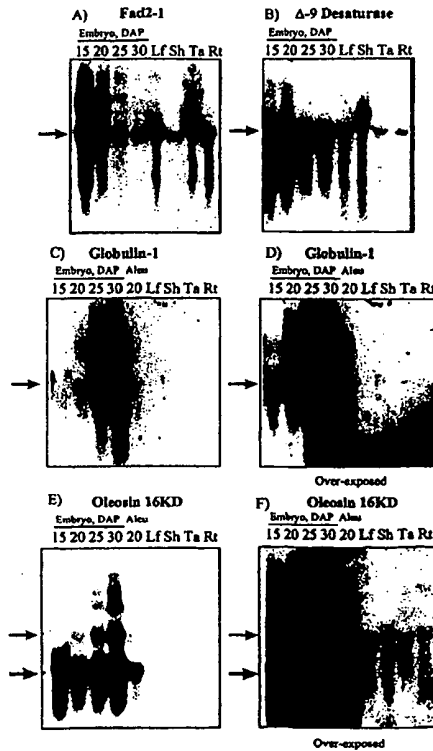 A) Fad2-1
Embryo, DAP
15 20 25 30 Lf Sh Ta Rt
B) Δ-9 Desaturase
Embryo, DAP
15 20 25 30 Lf Sh Ta Rt
C) Globulin-1
Embryo, DAP Aleu
15 20 25 30 20 Lf Sh Ta Rt
D) Globulin-1
Embryo, DAP Aleu
15 20 25 30 20 Lf Sh Ta Rt
Over-exposed
E) Oleosin 16KD
Embryo, DAP Aleu
15 20 25 30 20 Lf Sh Ta Rt
F) Oleosin 16KD
Embryo, DAP Aleu
15 20 25 30 20 Lf Sh Ta Rt
Over-exposed